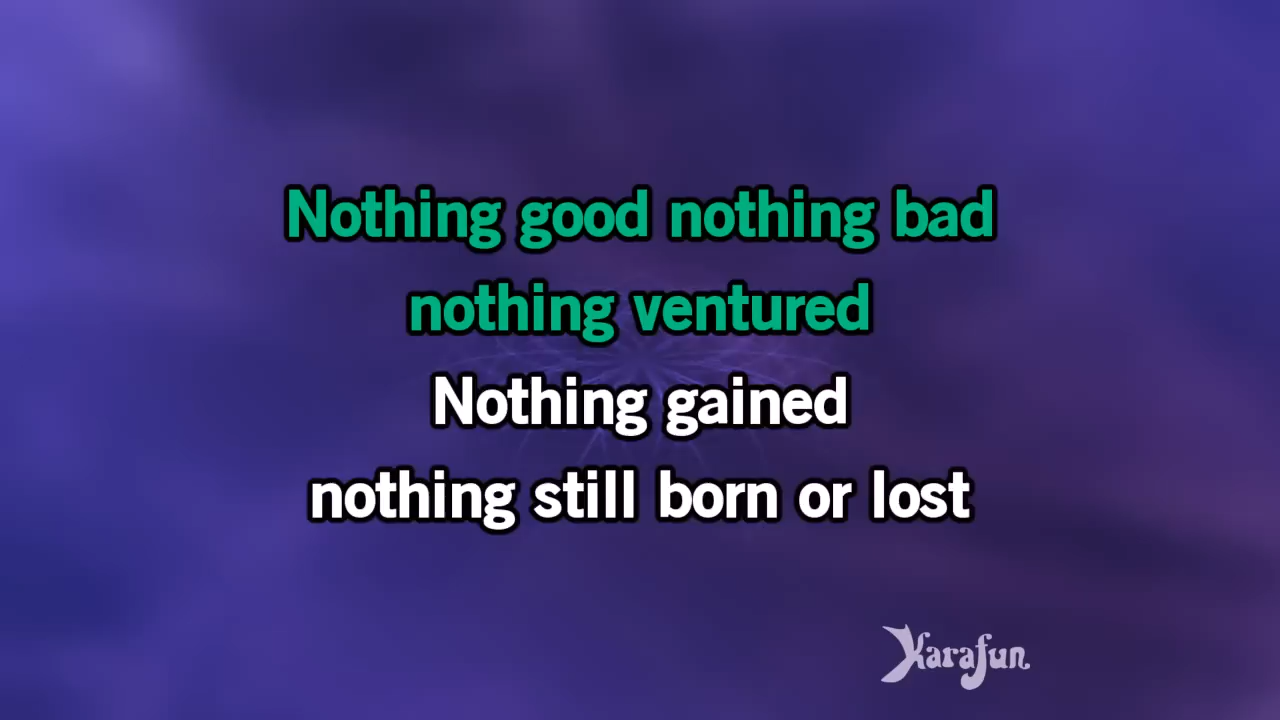 Nothing good nothing bad
nothing ventured
Nothing gained
nothing still born or lost
Karafun